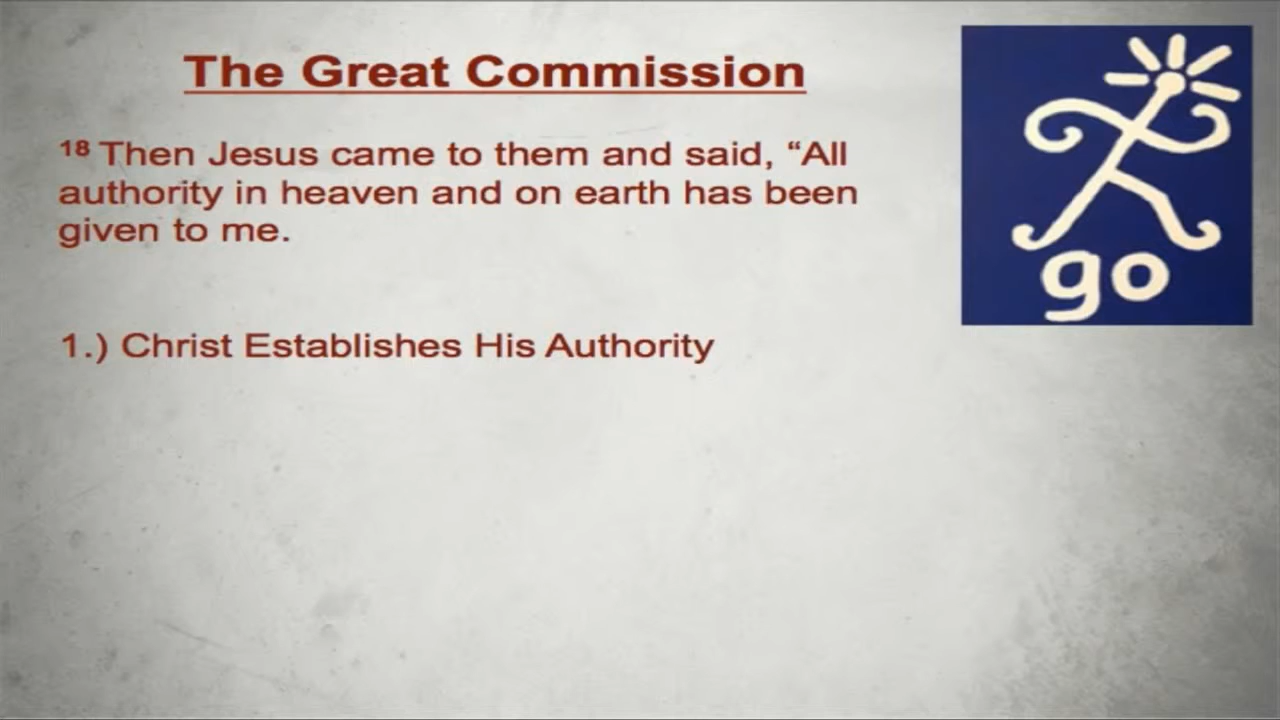 The Great Commission
18 Then Jesus came to them and said, “All
authority in heaven and on earth has been
given to me.
1.) Christ Establishes His Authority
go